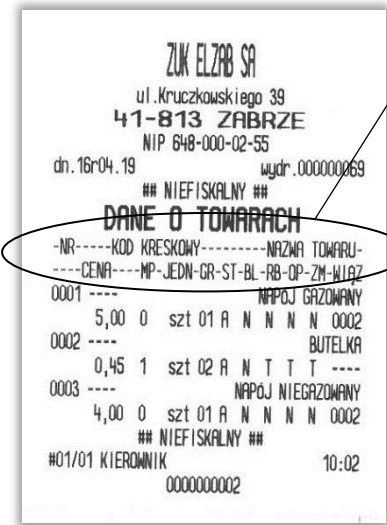 ZUK ELZAB SA
ul.Kruczkowskiego 39
41-813 ZABRZE
NIP 648-000-02-55
dn.16r04.19 wydr.000000069
## NIEFISKALNY ##
DANE O TOWARACH
-NR-----KOD KRESKOWY---------NAZWA TOWARU-
----CENA----MP-JEDN-GR-ST-BL-RB-OP-ZM-WIĄZ
0001 ---- NAPÓJ GAZOWANY
5,00 0 szt 01 A N N N N 0002
0002 ---- BUTELKA
0,45 1 szt 02 A N T T T ----
0003 ---- NAPÓJ NIEGAZOWANY
4,00 0 szt 01 A N N N N 0002
## NIEFISKALNY ##
#01/01 KIEROWNIK 10:02
0000000002